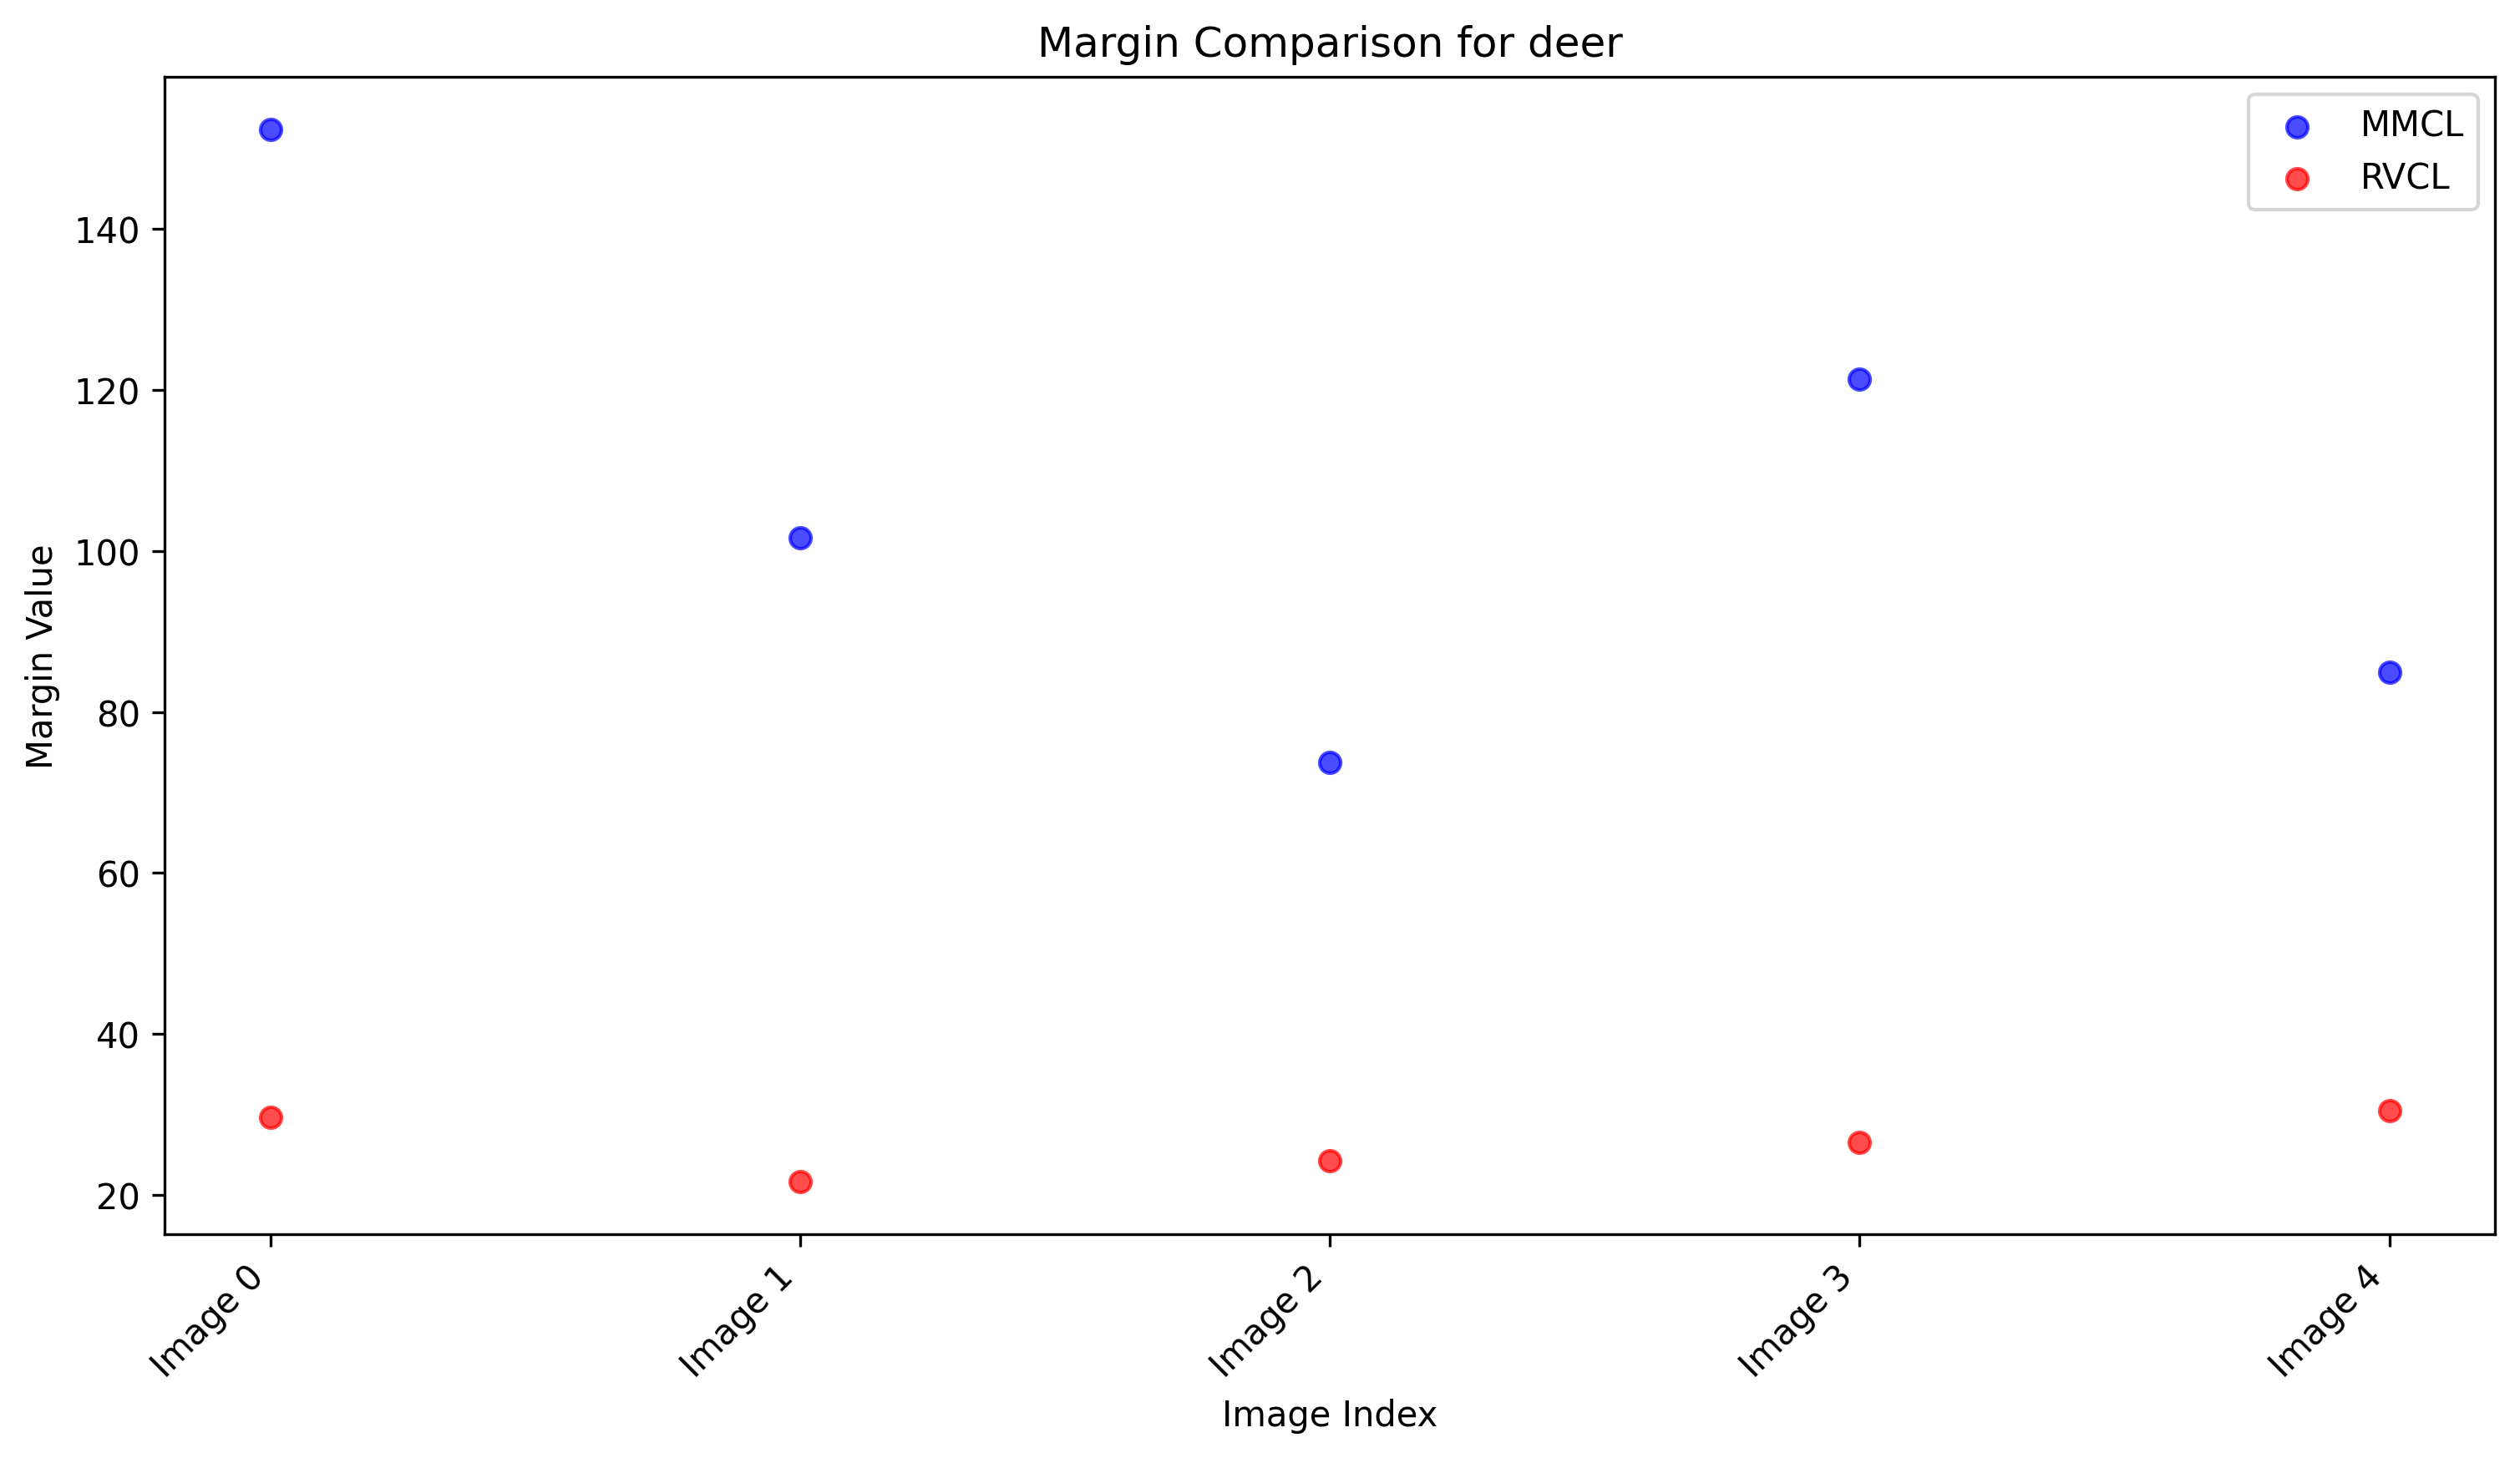 Margin Comparison for deer
MMCL
RVCL
Margin Value
140
120
100
80
60
40
20
Image 0
Image 1
Image 2
Image 3
Image 4
Image Index